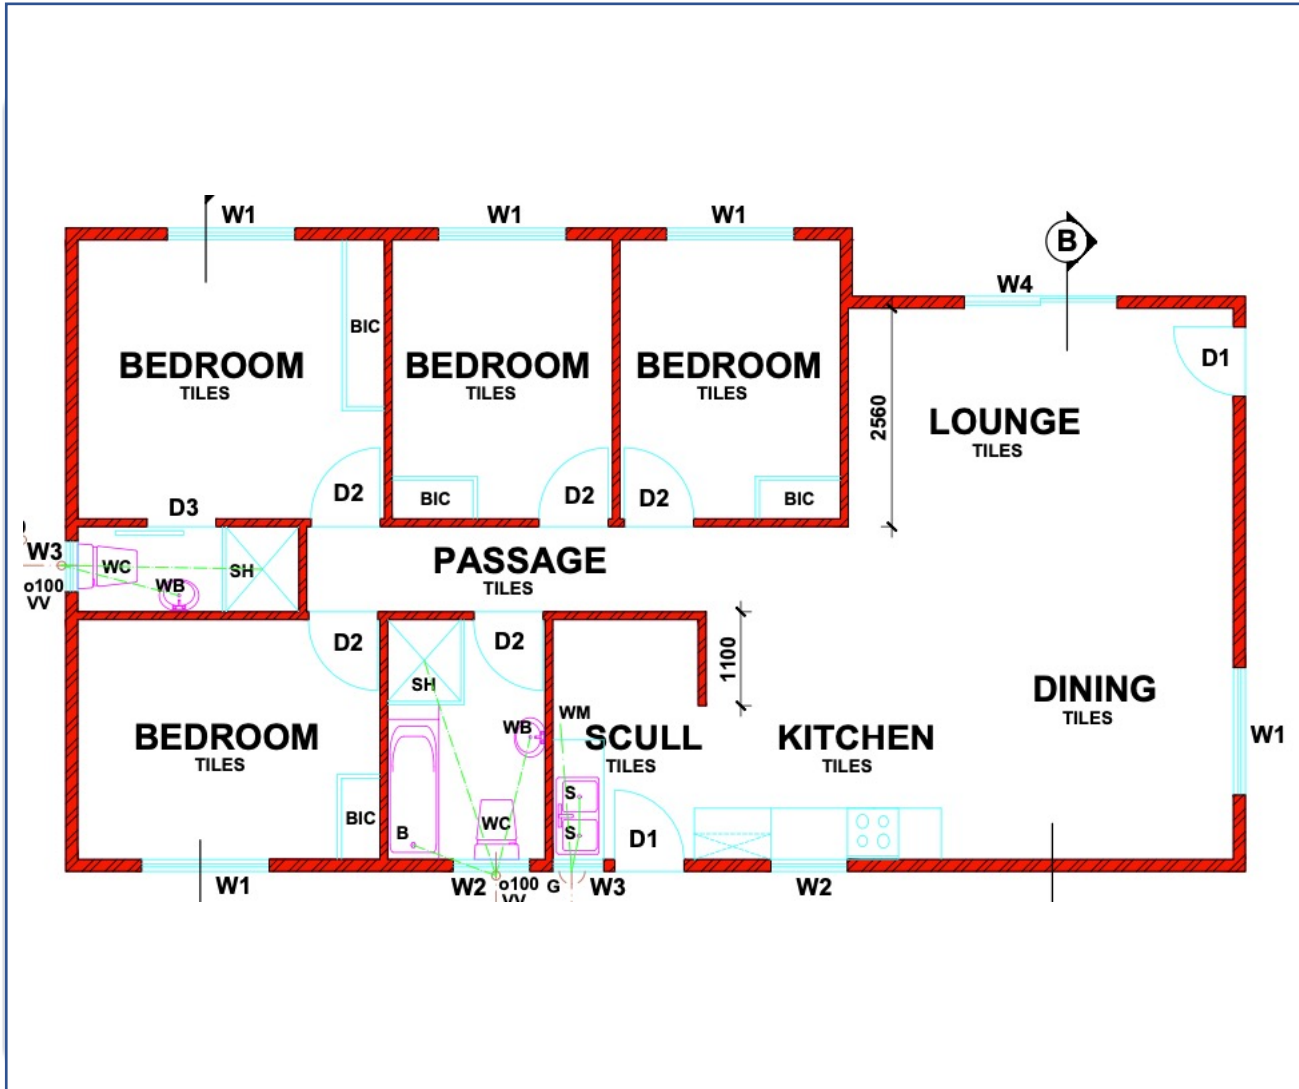 W1
W1
W1
B
W4
BIC
D1
BEDROOM
TILES
BEDROOM
TILES
BEDROOM
TILES
2560
LOUNGE
TILES
D2
BIC
D2
D2
BIC
D3
W3
WC
WB
SH
o100
VV
PASSAGE
TILES
D2
D2
1100
SH
DINING
TILES
BEDROOM
TILES
WB
WM
SCULL
TILES
KITCHEN
TILES
W1
BIC
B
WC
S
S
D1
W1
W2
o100
VV
G
W3
W2